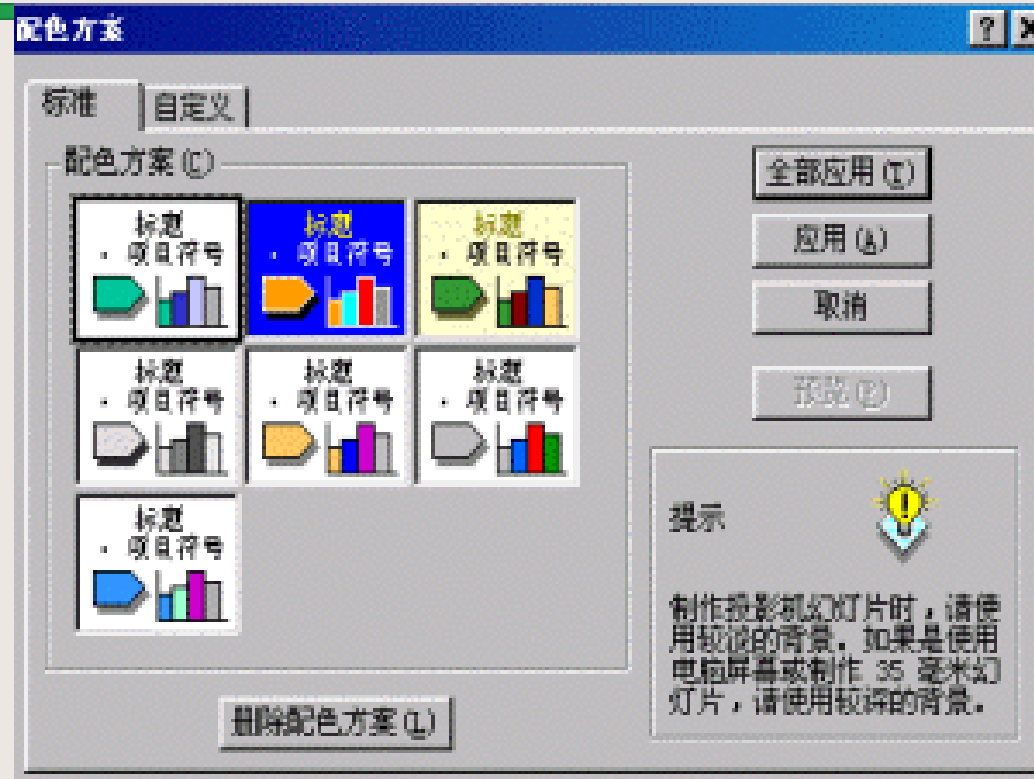 配色方案
标准
自定义
配色方案(C)
全部应用(T)
标题
· 项目符号
标题
· 项目符号
标题
· 项目符号
应用(A)
取消
标题
· 项目符号
标题
· 项目符号
标题
· 项目符号
预览(P)
标题
· 项目符号
提示
制作投影机幻灯片时，请使
用较淡的背景。如果是使用
电脑屏幕或制作 35 毫米幻
灯片，请使用较深的背景。
删除配色方案(L)